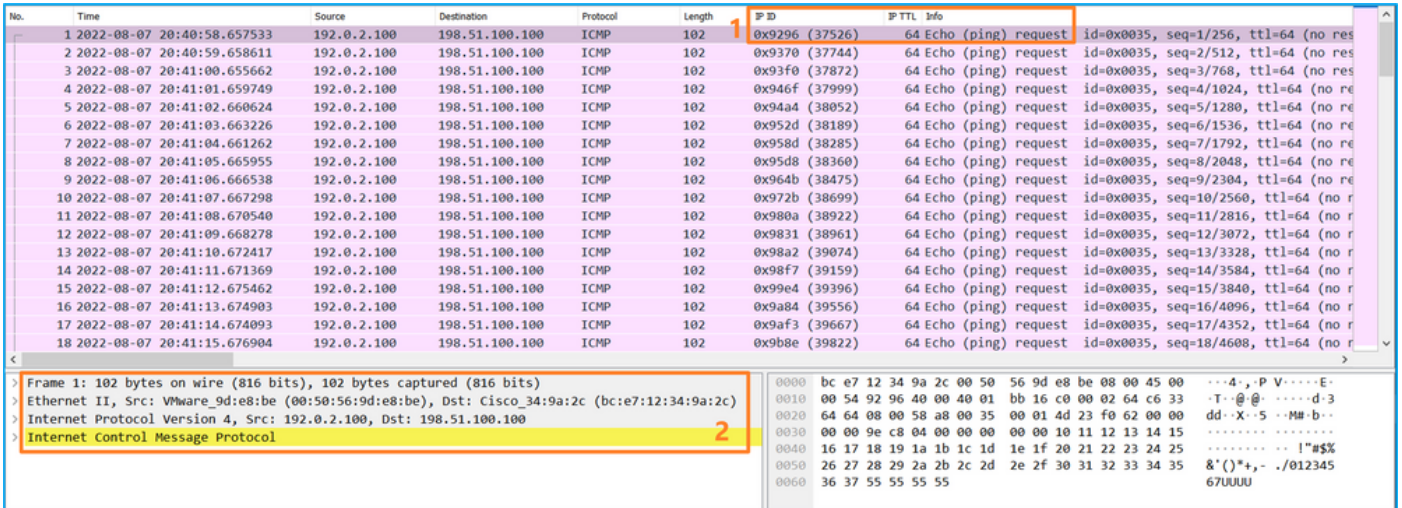 No. Time Source Destination Protocol Length IP ID IP TTL Info
1
1 2022-08-07 20:40:58.657533 192.0.2.100 198.51.100.100 ICMP 102 0x9296 (37526) 64 Echo (ping) request id=0x0035, seq=1/256, ttl=64 (no res
2 2022-08-07 20:40:59.658611 192.0.2.100 198.51.100.100 ICMP 102 0x9370 (37744) 64 Echo (ping) request id=0x0035, seq=2/512, ttl=64 (no res
3 2022-08-07 20:41:00.655662 192.0.2.100 198.51.100.100 ICMP 102 0x93f0 (37872) 64 Echo (ping) request id=0x0035, seq=3/768, ttl=64 (no res
4 2022-08-07 20:41:01.659749 192.0.2.100 198.51.100.100 ICMP 102 0x946f (37999) 64 Echo (ping) request id=0x0035, seq=4/1024, ttl=64 (no re
5 2022-08-07 20:41:02.660624 192.0.2.100 198.51.100.100 ICMP 102 0x94a4 (38052) 64 Echo (ping) request id=0x0035, seq=5/1280, ttl=64 (no re
6 2022-08-07 20:41:03.663226 192.0.2.100 198.51.100.100 ICMP 102 0x952d (38189) 64 Echo (ping) request id=0x0035, seq=6/1536, ttl=64 (no re
7 2022-08-07 20:41:04.661262 192.0.2.100 198.51.100.100 ICMP 102 0x958d (38285) 64 Echo (ping) request id=0x0035, seq=7/1792, ttl=64 (no re
8 2022-08-07 20:41:05.665955 192.0.2.100 198.51.100.100 ICMP 102 0x95d8 (38360) 64 Echo (ping) request id=0x0035, seq=8/2048, ttl=64 (no re
9 2022-08-07 20:41:06.666538 192.0.2.100 198.51.100.100 ICMP 102 0x964b (38475) 64 Echo (ping) request id=0x0035, seq=9/2304, ttl=64 (no re
10 2022-08-07 20:41:07.667298 192.0.2.100 198.51.100.100 ICMP 102 0x972b (38699) 64 Echo (ping) request id=0x0035, seq=10/2560, ttl=64 (no r
11 2022-08-07 20:41:08.670540 192.0.2.100 198.51.100.100 ICMP 102 0x980a (38922) 64 Echo (ping) request id=0x0035, seq=11/2816, ttl=64 (no r
12 2022-08-07 20:41:09.668278 192.0.2.100 198.51.100.100 ICMP 102 0x9831 (38961) 64 Echo (ping) request id=0x0035, seq=12/3072, ttl=64 (no r
13 2022-08-07 20:41:10.672417 192.0.2.100 198.51.100.100 ICMP 102 0x98a2 (39074) 64 Echo (ping) request id=0x0035, seq=13/3328, ttl=64 (no r
14 2022-08-07 20:41:11.671369 192.0.2.100 198.51.100.100 ICMP 102 0x98f7 (39159) 64 Echo (ping) request id=0x0035, seq=14/3584, ttl=64 (no r
15 2022-08-07 20:41:12.675462 192.0.2.100 198.51.100.100 ICMP 102 0x99e4 (39396) 64 Echo (ping) request id=0x0035, seq=15/3840, ttl=64 (no r
16 2022-08-07 20:41:13.674903 192.0.2.100 198.51.100.100 ICMP 102 0x9a84 (39556) 64 Echo (ping) request id=0x0035, seq=16/4096, ttl=64 (no r
17 2022-08-07 20:41:14.674093 192.0.2.100 198.51.100.100 ICMP 102 0x9af3 (39667) 64 Echo (ping) request id=0x0035, seq=17/4352, ttl=64 (no r
18 2022-08-07 20:41:15.676904 192.0.2.100 198.51.100.100 ICMP 102 0x9b8e (39822) 64 Echo (ping) request id=0x0035, seq=18/4608, ttl=64 (no r
Frame 1: 102 bytes on wire (816 bits), 102 bytes captured (816 bits)
Ethernet II, Src: VMware_9d:e8:be (00:50:56:9d:e8:be), Dst: Cisco_34:9a:2c (bc:e7:12:34:9a:2c)
Internet Protocol Version 4, Src: 192.0.2.100, Dst: 198.51.100.100
Internet Control Message Protocol
2
0000 bc e7 12 34 9a 2c 00 50 56 9d e8 be 08 00 45 00 ···4·,·P V·····E·
0010 00 54 92 96 40 00 40 01 bb 16 c0 00 02 64 c6 33 ·T··@·@· ·····d·3
0020 64 64 08 00 58 a8 00 35 00 01 4d 23 f0 62 00 00 dd··X··5 ··M#·b··
0030 00 00 9e c8 04 00 00 00 00 00 10 11 12 13 14 15 ········ ········
0040 16 17 18 19 1a 1b 1c 1d 1e 1f 20 21 22 23 24 25 ········ ·· !"#$%
0050 26 27 28 29 2a 2b 2c 2d 2e 2f 30 31 32 33 34 35 &'()*+,- ./012345
0060 36 37 55 55 55 55 67UUUU